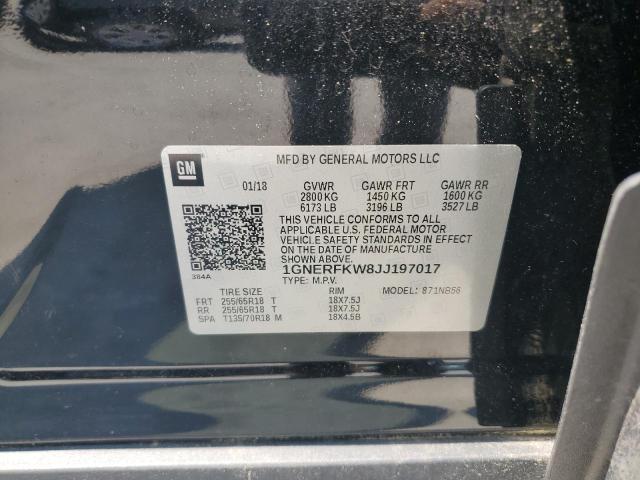 GM
MFD BY GENERAL MOTORS LLC
01/18 GVWR GAWR FRT GAWR RR
2800 KG 1450 KG 1600 KG
6173 LB 3196 LB 3527 LB
THIS VEHICLE CONFORMS TO ALL
APPLICABLE U.S. FEDERAL MOTOR
VEHICLE SAFETY STANDARDS IN EFFECT
ON THE DATE OF MANUFACTURE
SHOWN ABOVE.
384A
1GNERFKW8JJ197017
TYPE: M.P.V.
TIRE SIZE RIM MODEL: 871NB56
FRT 255/65R18 T 18X7.5J
RR 255/65R18 T 18X7.5J
SPA T135/70R18 M 18X4.5B